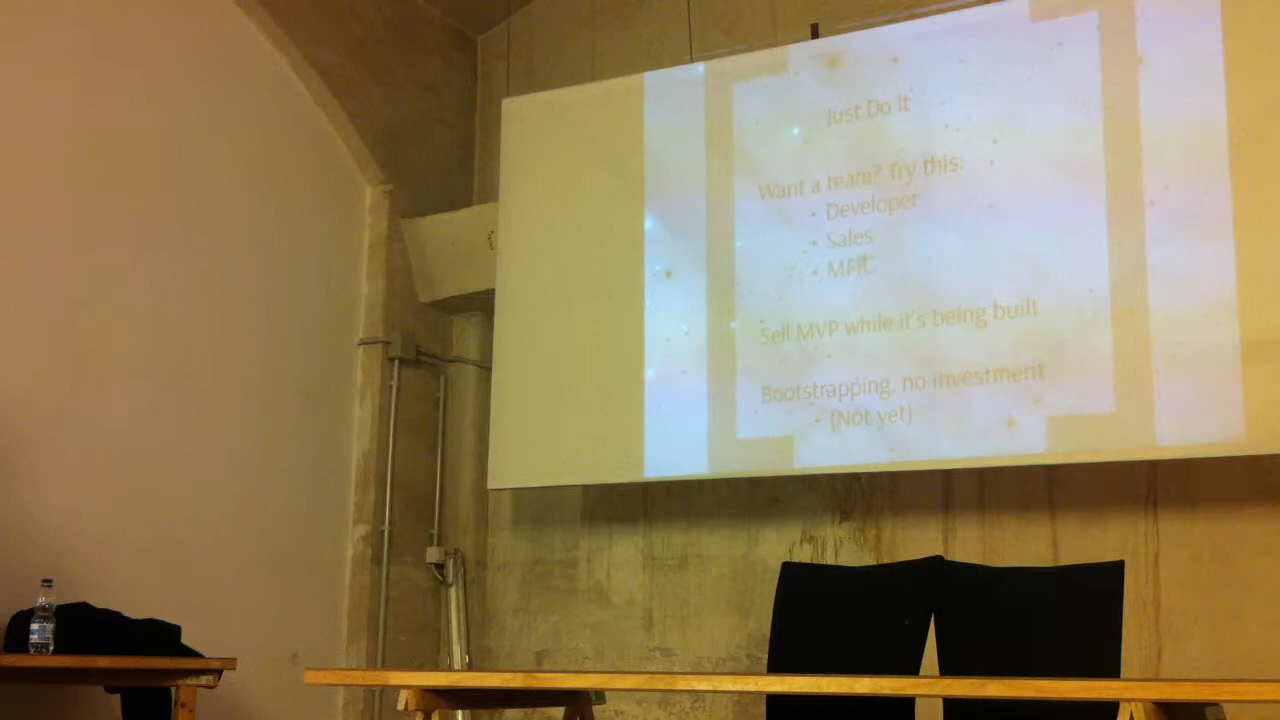 Just Do It
Want a team? Try this:
• Developer
• Sales
• MFIC
Sell MVP while it's being built
Bootstrapping, no investment
• (Not yet)